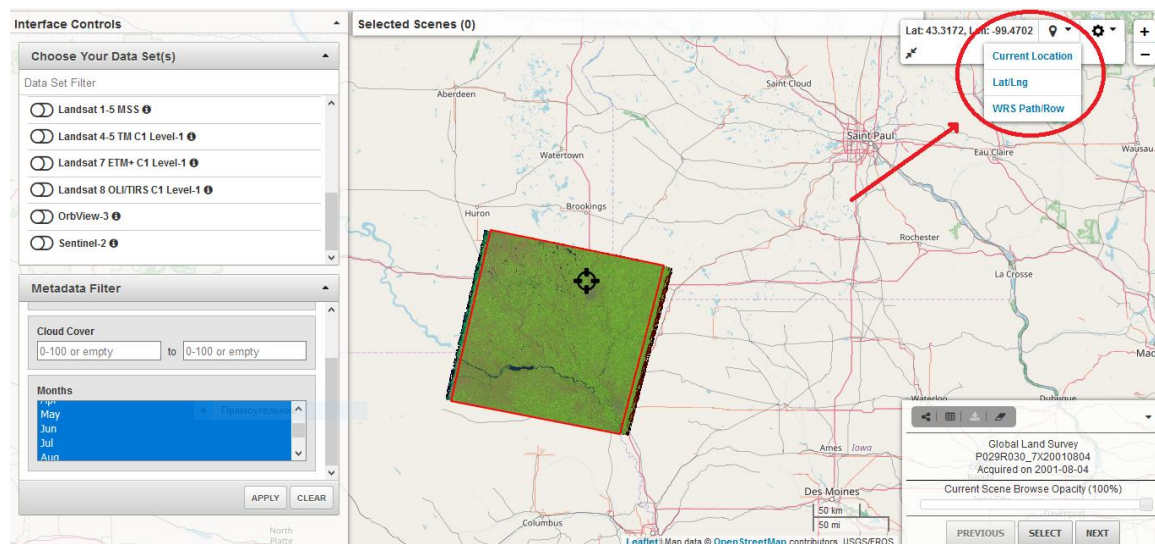 Interface Controls
Choose Your Data Set(s)
Data Set Filter
Landsat 1-5 MSS
Landsat 4-5 TM C1 Level-1
Landsat 7 ETM+ C1 Level-1
Landsat 8 OLI/TIRS C1 Level-1
OrbView-3
Sentinel-2
Metadata Filter
Cloud Cover
0-100 or empty to 0-100 or empty
Months
Apr
May
Jun
Jul
Aug
APPLY CLEAR
Selected Scenes (0)
Lat: 43.3172, Lon: -99.4702
+
−
Current Location
Lat/Lng
WRS Path/Row
Aberdeen
Saint Cloud
Saint Paul
Watertown
Eau Claire
Wausau
Huron
Brookings
Rochester
La Crosse
Waterloo
Dubuque
Ames Iowa
Des Moines
Columbus
North
Platte
50 km
50 mi
Leaflet | Map data © OpenStreetMap contributors, USGS/EROS
Global Land Survey
P029R030_7X20010804
Acquired on 2001-08-04
Current Scene Browse Opacity (100%)
PREVIOUS SELECT NEXT